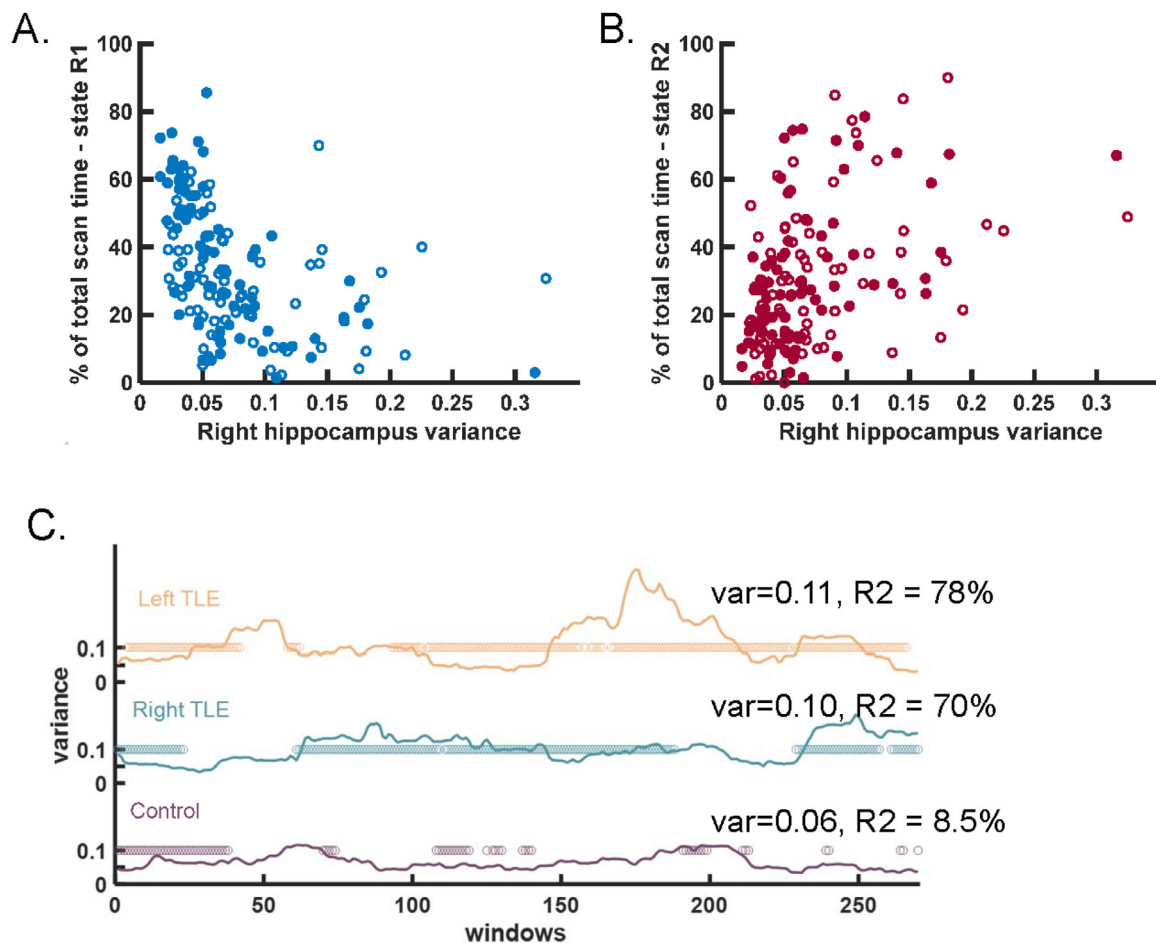 A.
% of total scan time - state R1
100
80
60
40
20
0
0 0.05 0.1 0.15 0.2 0.25 0.3
Right hippocampus variance
B.
% of total scan time - state R2
100
80
60
40
20
0
0 0.05 0.1 0.15 0.2 0.25 0.3
Right hippocampus variance
C.
variance
Left TLE
var=0.11, R2 = 78%
0.1
0
Right TLE
var=0.10, R2 = 70%
0.1
0
Control
var=0.06, R2 = 8.5%
0.1
0
0 50 100 150 200 250
windows